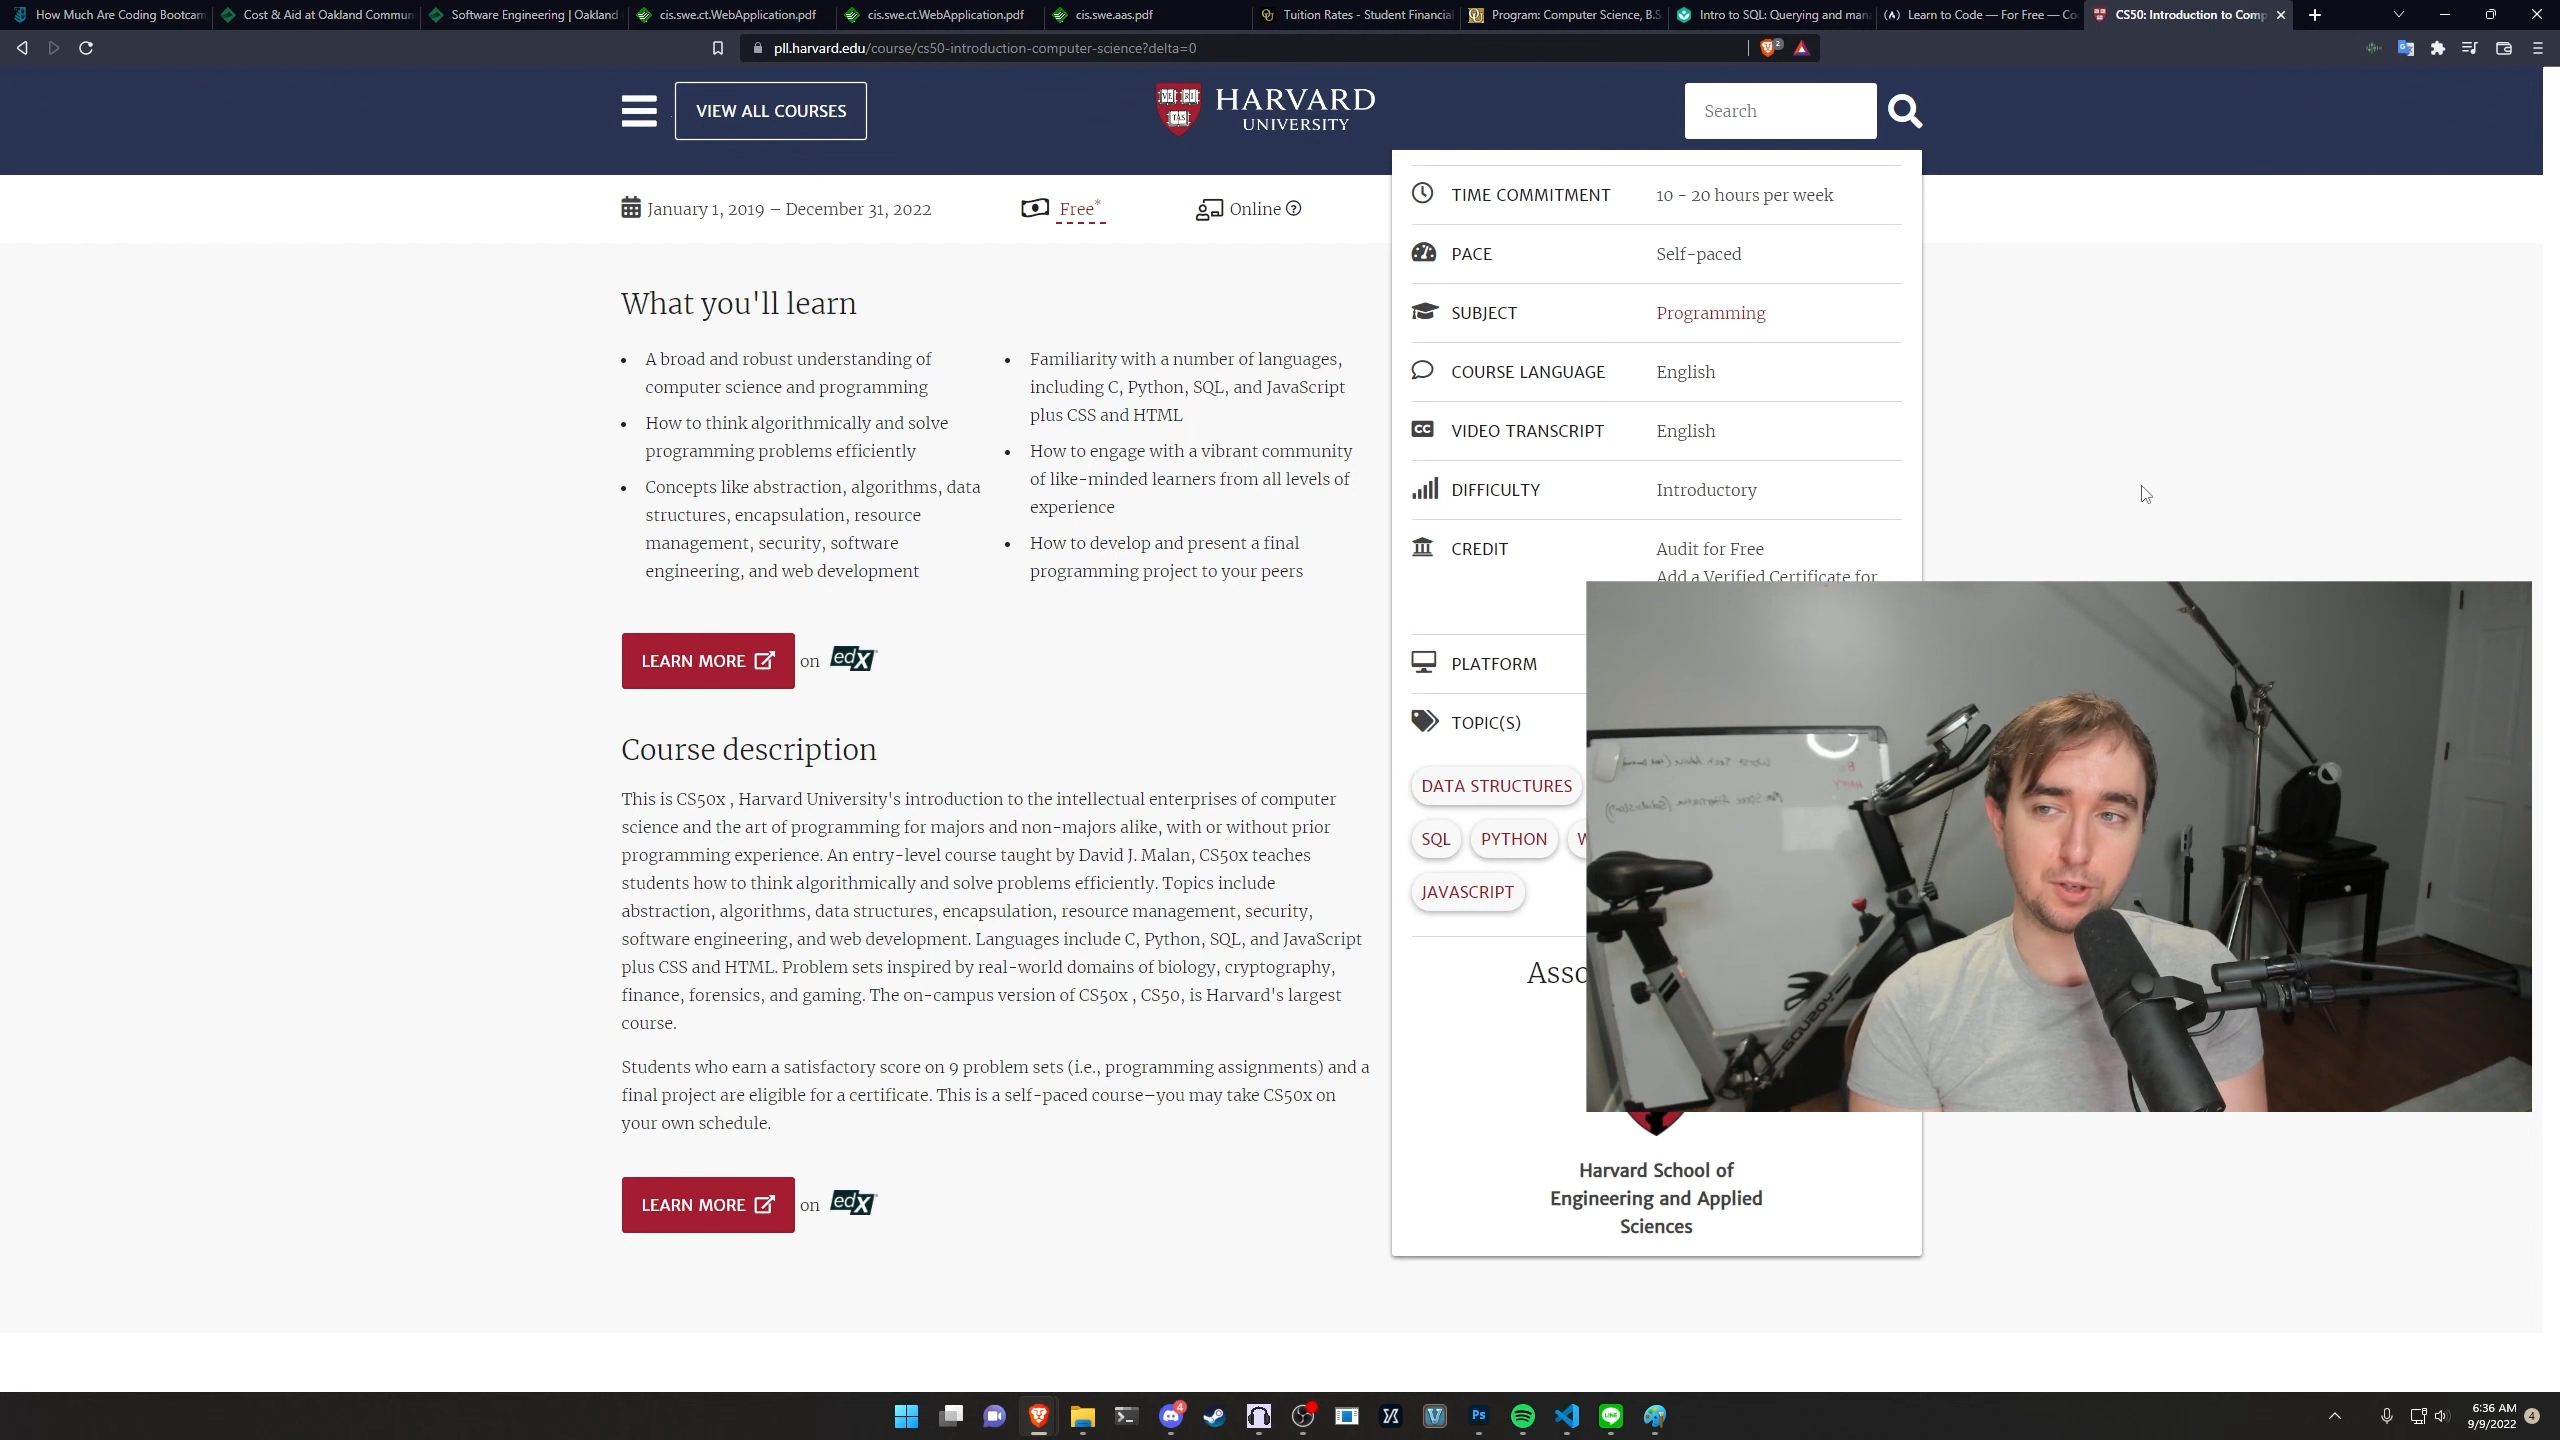 How Much Are Coding Bootcam
Cost & Aid at Oakland Commun
Software Engineering | Oakland
cis.swe.ct.WebApplication.pdf
cis.swe.ct.WebApplication.pdf
cis.swe.aas.pdf
Tuition Rates - Student Financial
Program: Computer Science, B.S.
Intro to SQL: Querying and man
Learn to Code — For Free — Co
CS50: Introduction to Comp
pll.harvard.edu/course/cs50-introduction-computer-science?delta=0
2
VIEW ALL COURSES
HARVARD
UNIVERSITY
Search
January 1, 2019 – December 31, 2022
Free*
Online
TIME COMMITMENT 10 - 20 hours per week
PACE Self-paced
SUBJECT Programming
COURSE LANGUAGE English
CC VIDEO TRANSCRIPT English
DIFFICULTY Introductory
CREDIT Audit for Free
Add a Verified Certificate for
PLATFORM
TOPIC(S)
DATA STRUCTURES
SQL PYTHON W
JAVASCRIPT
Asso
Harvard School of
Engineering and Applied
Sciences
What you'll learn
• A broad and robust understanding of
computer science and programming
• How to think algorithmically and solve
programming problems efficiently
• Concepts like abstraction, algorithms, data
structures, encapsulation, resource
management, security, software
engineering, and web development
• Familiarity with a number of languages,
including C, Python, SQL, and JavaScript
plus CSS and HTML
• How to engage with a vibrant community
of like-minded learners from all levels of
experience
• How to develop and present a final
programming project to your peers
LEARN MORE on edX
Course description
This is CS50x , Harvard University's introduction to the intellectual enterprises of computer
science and the art of programming for majors and non-majors alike, with or without prior
programming experience. An entry-level course taught by David J. Malan, CS50x teaches
students how to think algorithmically and solve problems efficiently. Topics include
abstraction, algorithms, data structures, encapsulation, resource management, security,
software engineering, and web development. Languages include C, Python, SQL, and JavaScript
plus CSS and HTML. Problem sets inspired by real-world domains of biology, cryptography,
finance, forensics, and gaming. The on-campus version of CS50x , CS50, is Harvard's largest
course.
Students who earn a satisfactory score on 9 problem sets (i.e., programming assignments) and a
final project are eligible for a certificate. This is a self-paced course–you may take CS50x on
your own schedule.
LEARN MORE on edX
4
Ps
LINE
6:36 AM
9/9/2022
4